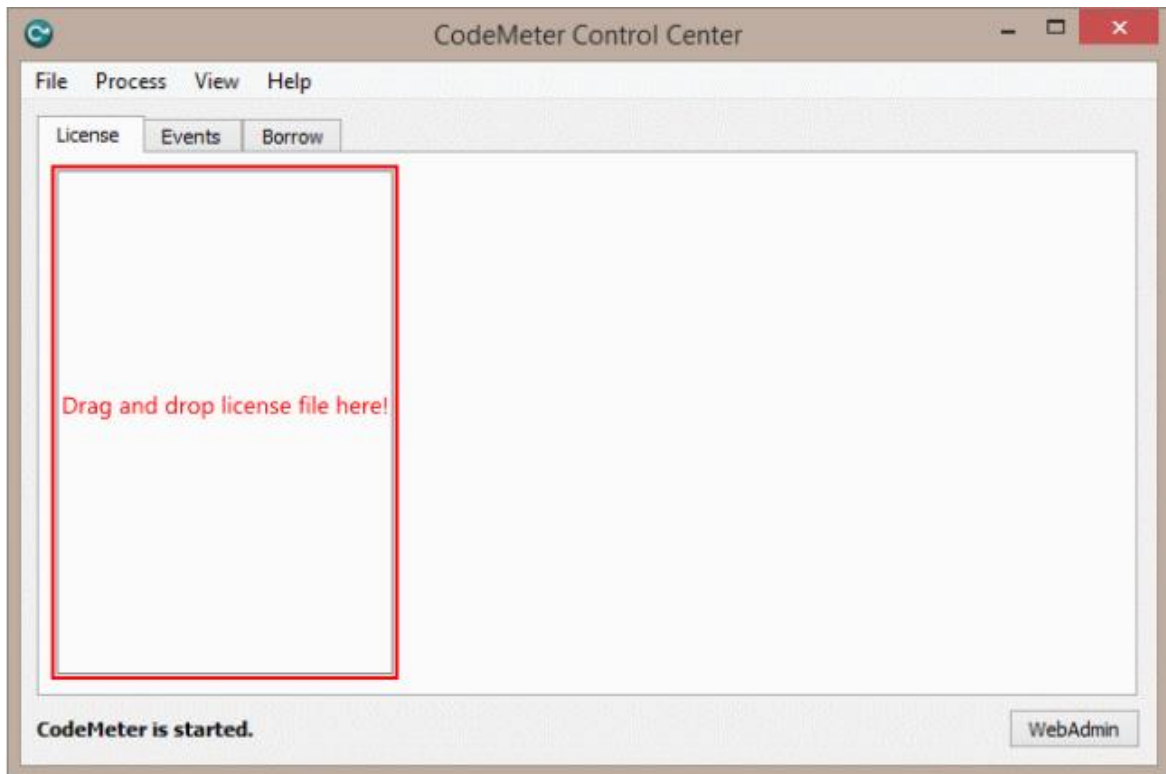 CodeMeter Control Center
File Process View Help
License Events Borrow
Drag and drop license file here!
CodeMeter is started.
WebAdmin